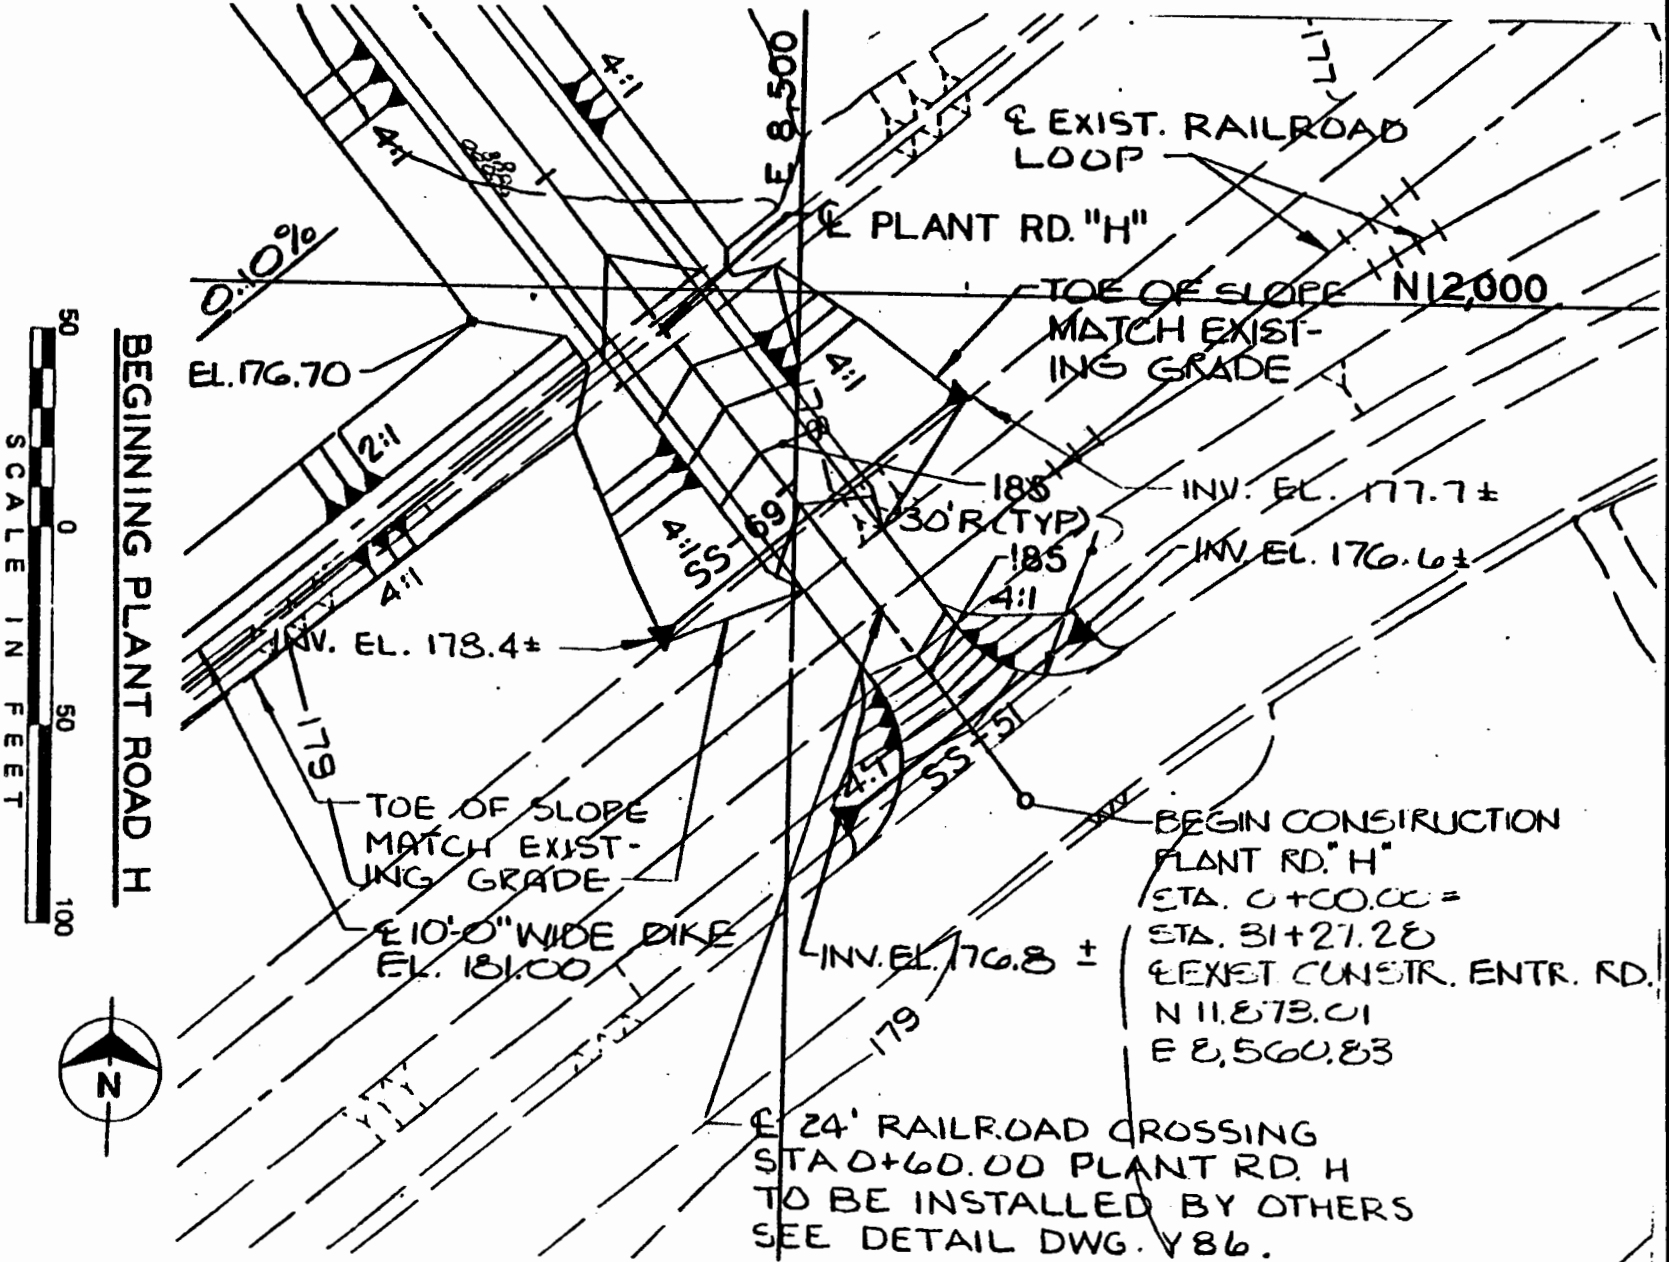 177
4:1
E 8,500
4:1
℄ EXIST. RAILROAD
LOOP
℄ PLANT RD. "H"
0.10%
TOE OF SLOPE
MATCH EXIST-
ING GRADE
N12,000
EL.176.70
4:1
2:1
185
30'R (TYP)
INV. EL. 177.7 ±
INV. EL. 176.6 ±
185
4:1
4:1
SS-69
4:1
INV. EL. 178.4 ±
179
SS-51
4:1
TOE OF SLOPE
MATCH EXIST-
ING GRADE
℄ 10'-0" WIDE DIKE
EL. 181.00
INV. EL. 176.8 ±
BEGIN CONSTRUCTION
PLANT RD. "H"
STA. 0+00.00 =
STA. 31+27.28
℄ EXIST CONSTR. ENTR. RD.
N 11,873.01
E 8,560.83
179
℄ 24' RAILROAD CROSSING
STA 0+60.00 PLANT RD. H
TO BE INSTALLED BY OTHERS
SEE DETAIL DWG. Y86.
BEGINNING PLANT ROAD H
50
0
50
100
SCALE IN FEET
N